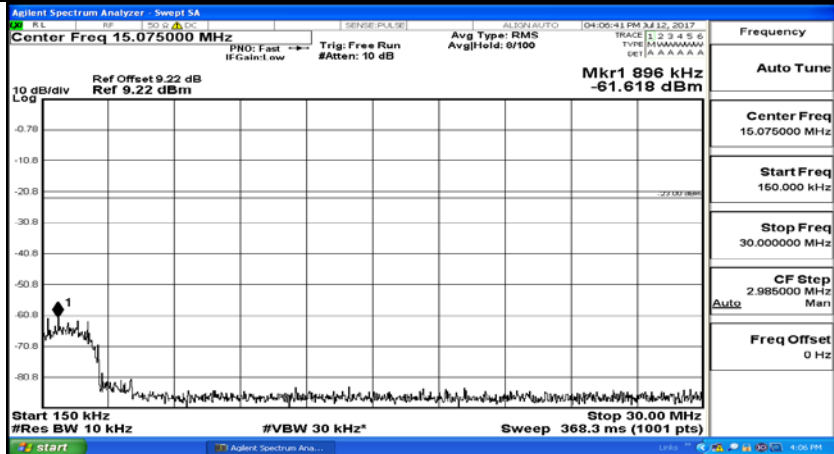 Agilent Spectrum Analyzer - Swept SA
RL RF 50 Ω DC SENSE:PULSE ALIGN AUTO 04:06:41 PM Jul 12, 2017
Center Freq 15.075000 MHz
PNO: Fast
IFGain:Low
Trig: Free Run
#Atten: 10 dB
Avg Type: RMS
Avg|Hold: 8/100
TRACE 1 2 3 4 5 6
TYPE MWWWWW
DET A A A A A A
Ref Offset 9.22 dB
10 dB/div Ref 9.22 dBm
Log
Mkr1 896 kHz
-61.618 dBm
-0.78
-10.8
-20.8
-23.00 dBm
-30.8
-40.8
-50.8
-60.8
-70.8
-80.8
1
Start 150 kHz
Stop 30.00 MHz
#Res BW 10 kHz
#VBW 30 kHz*
Sweep 368.3 ms (1001 pts)
Frequency
Auto Tune
Center Freq
15.075000 MHz
Start Freq
150.000 kHz
Stop Freq
30.000000 MHz
CF Step
2.985000 MHz
Auto Man
Freq Offset
0 Hz
start
Agilent Spectrum Ana...
Links
4:06 PM